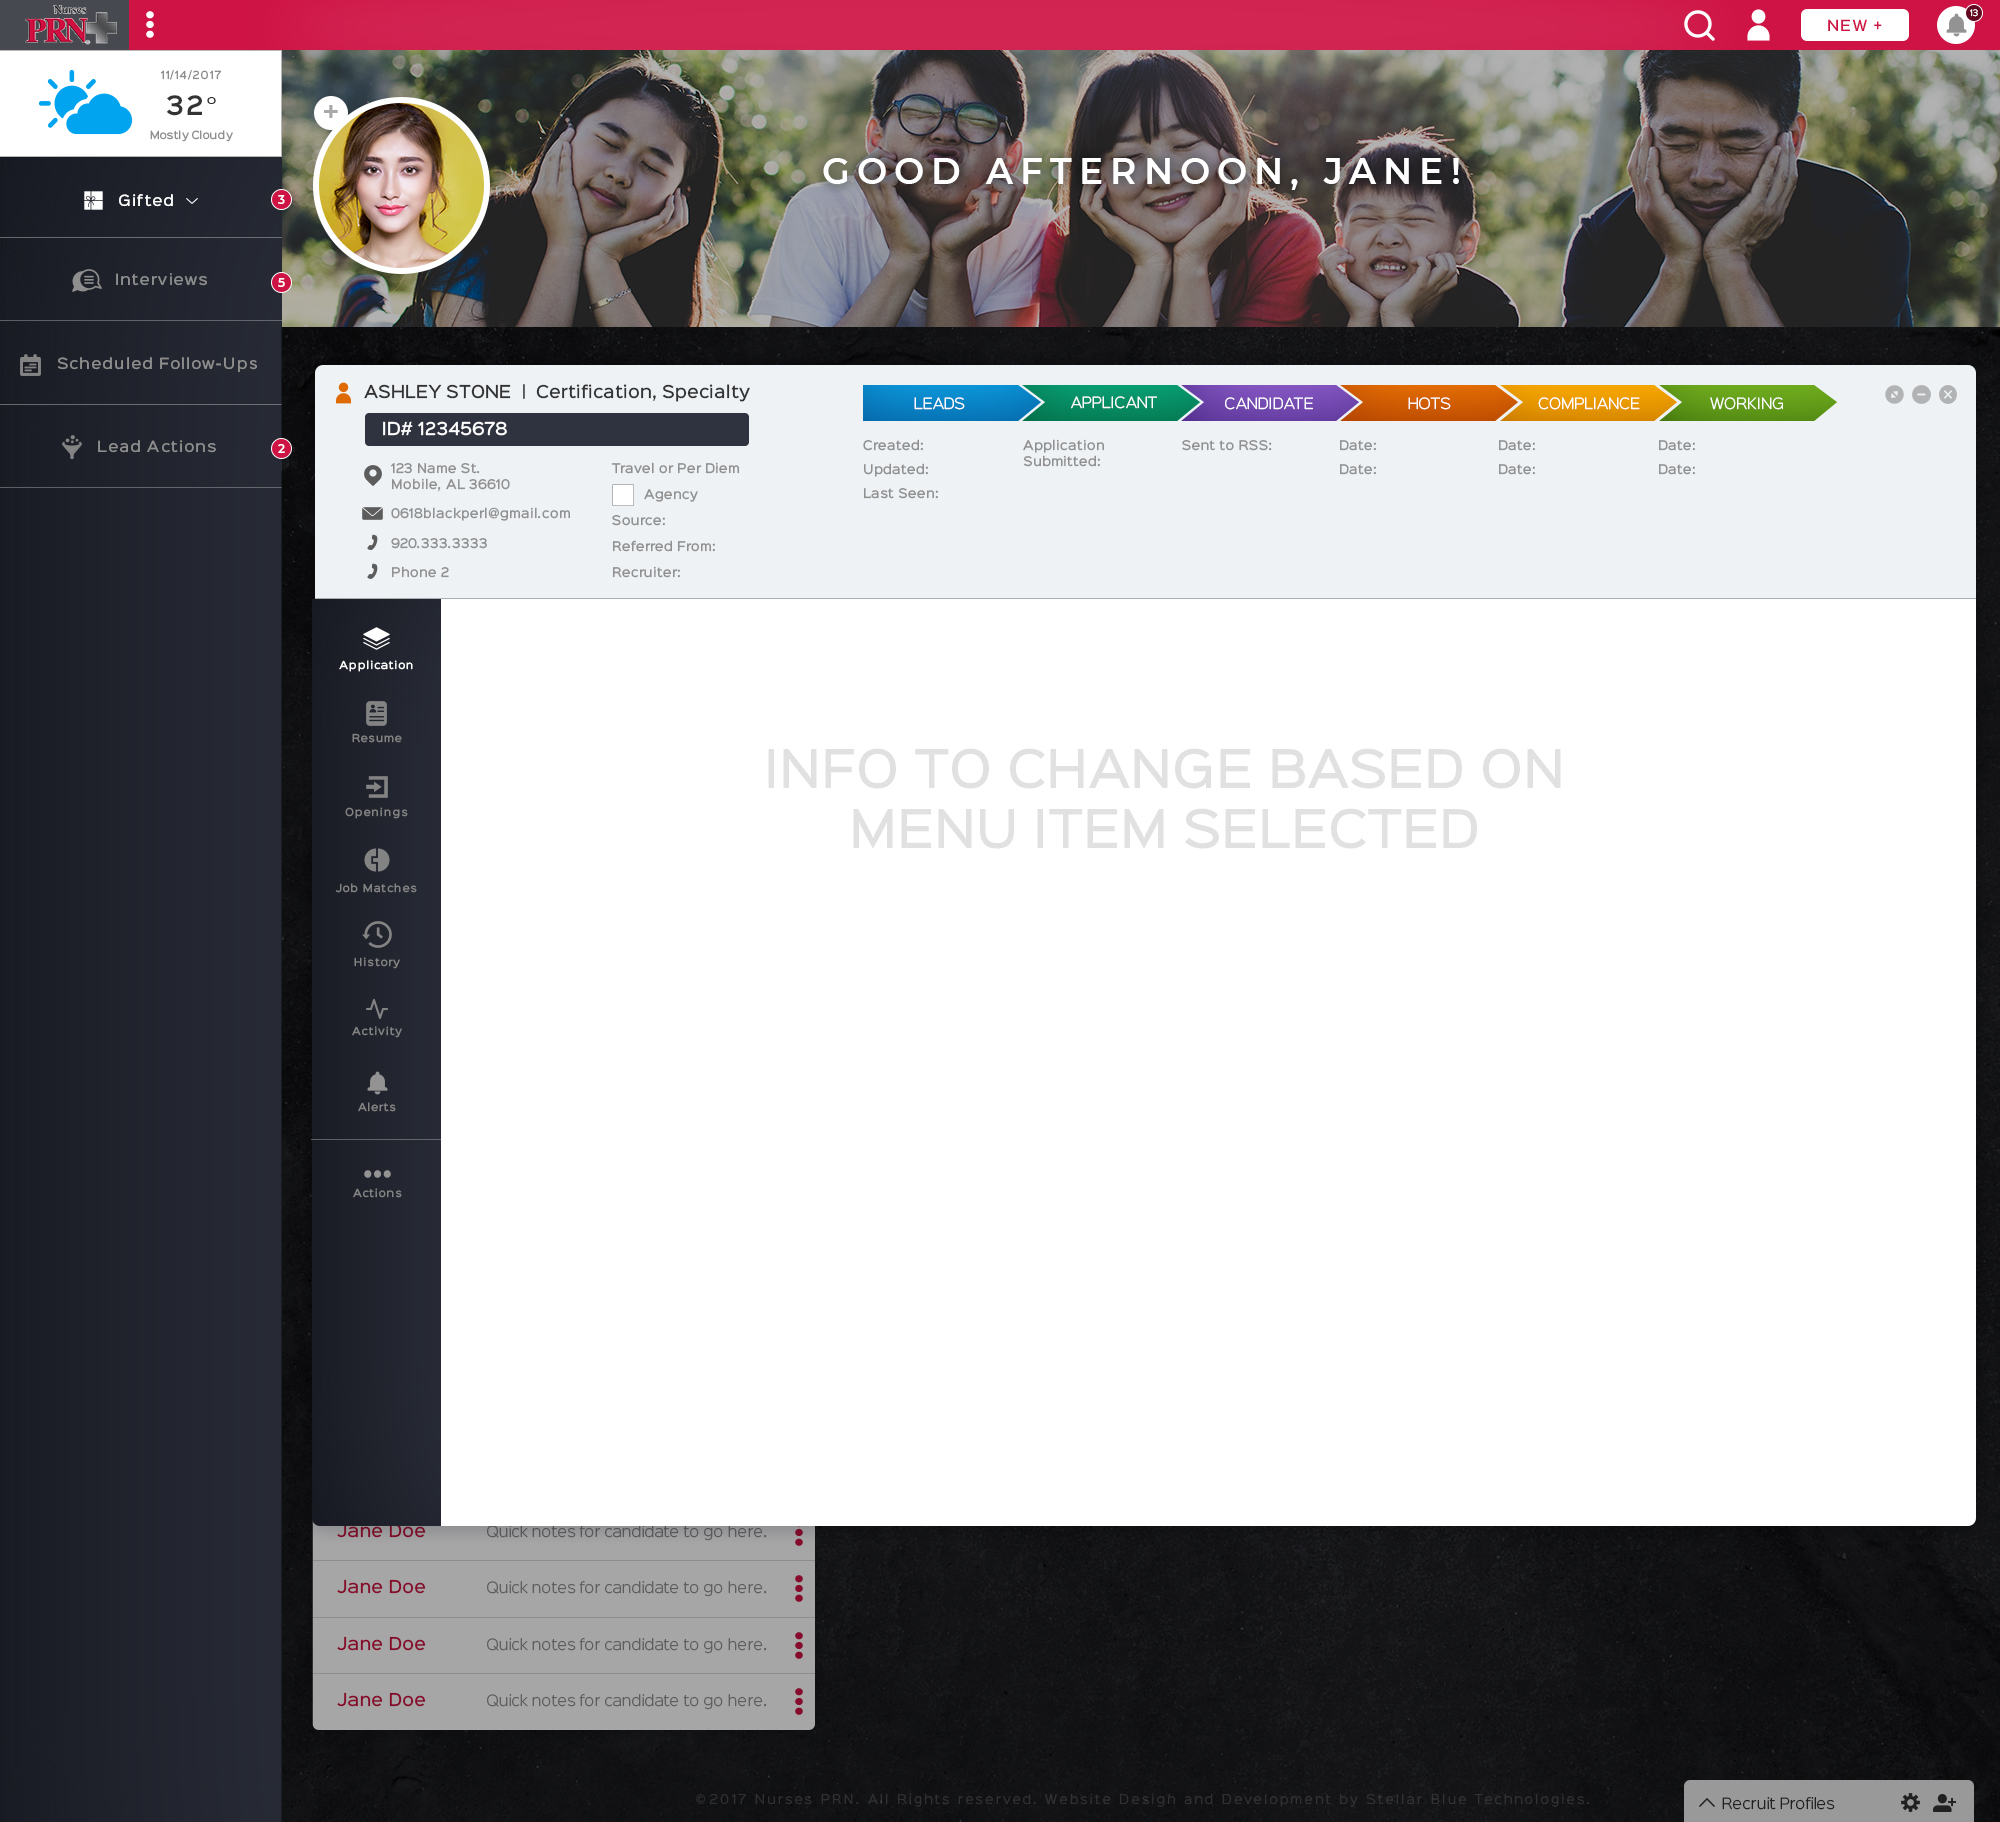 Nurses
PRN
NEW +
13
11/14/2017
32°
Mostly Cloudy
GOOD AFTERNOON, JANE!
Gifted
3
Interviews
5
Scheduled Follow-Ups
Lead Actions
2
ASHLEY STONE | Certification, Specialty
ID# 12345678
123 Name St.
Mobile, AL 36610
0618blackperl@gmail.com
920.333.3333
Phone 2
Travel or Per Diem
Agency
Source:
Referred From:
Recruiter:
LEADS
APPLICANT
CANDIDATE
HOTS
COMPLIANCE
WORKING
Created:
Updated:
Last Seen:
Application
Submitted:
Sent to RSS:
Date:
Date:
Date:
Date:
Date:
Date:
Application
Resume
Openings
Job Matches
History
Activity
Alerts
Actions
INFO TO CHANGE BASED ON
MENU ITEM SELECTED
Jane Doe Quick notes for candidate to go here.
Jane Doe Quick notes for candidate to go here.
Jane Doe Quick notes for candidate to go here.
Jane Doe Quick notes for candidate to go here.
©2017 Nurses PRN. All Rights reserved. Website Design and Development by Stellar Blue Technologies.
Recruit Profiles